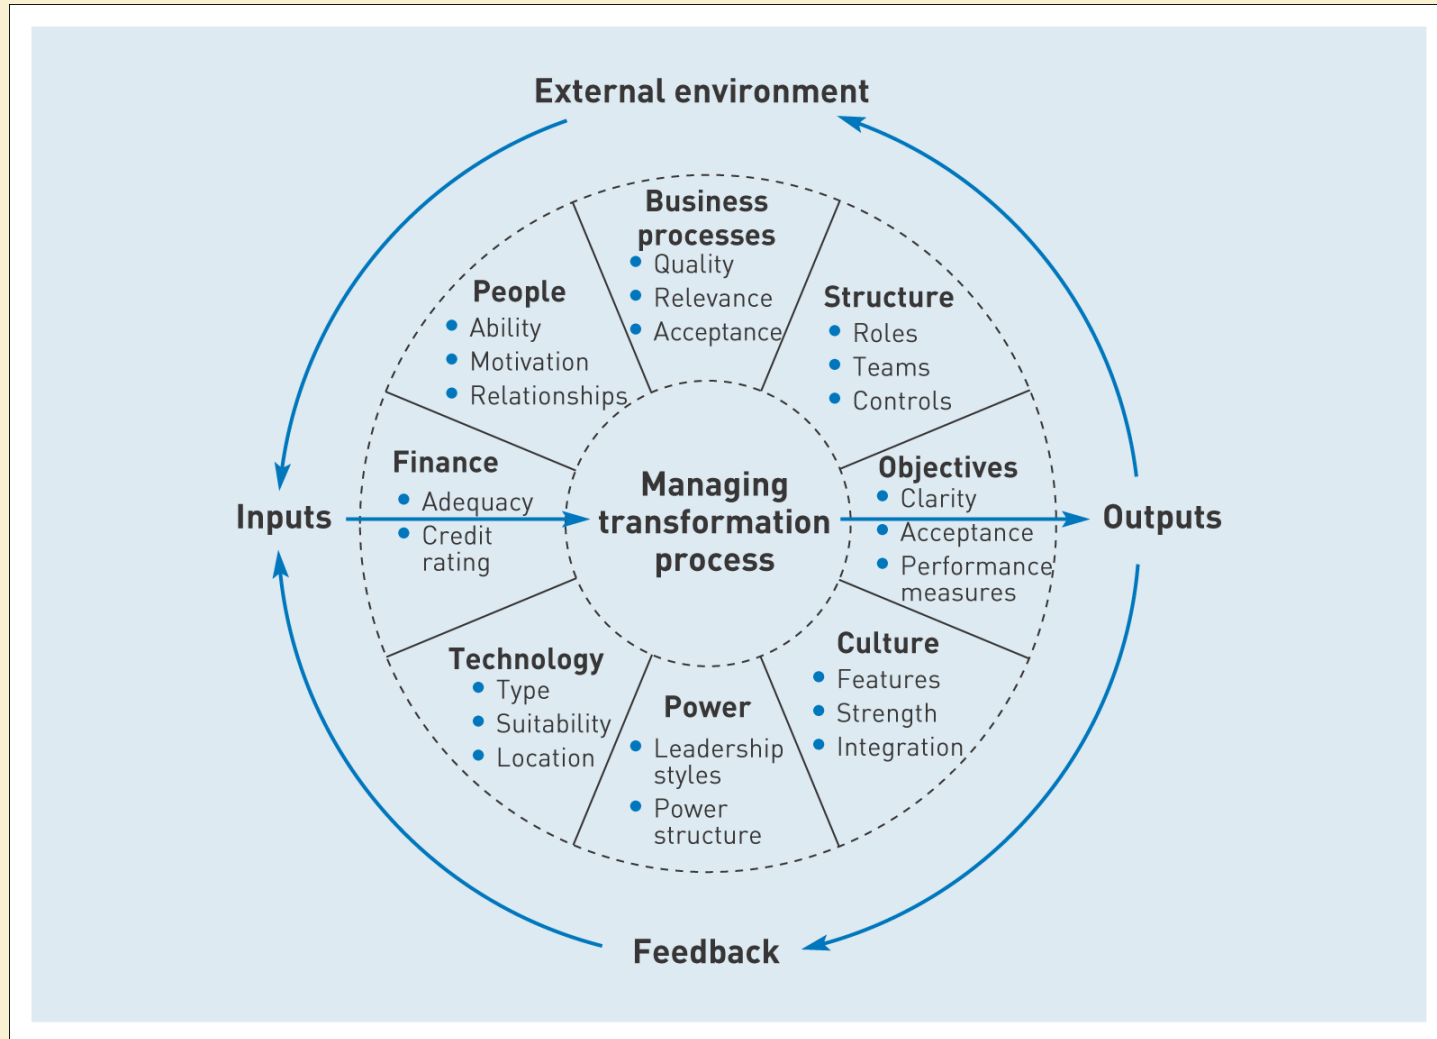 External environment
Business
processes
Quality
Relevance
Acceptance
People
Ability
Motivation
Relationships
Structure
Roles
Teams
Controls
Finance
Adequacy
Credit
rating
Inputs
Managing
transformation
process
Objectives
Clarity
Acceptance
Performance
measures
Outputs
Technology
Type
Suitability
Location
Power
Leadership
styles
Power
structure
Culture
Features
Strength
Integration
Feedback